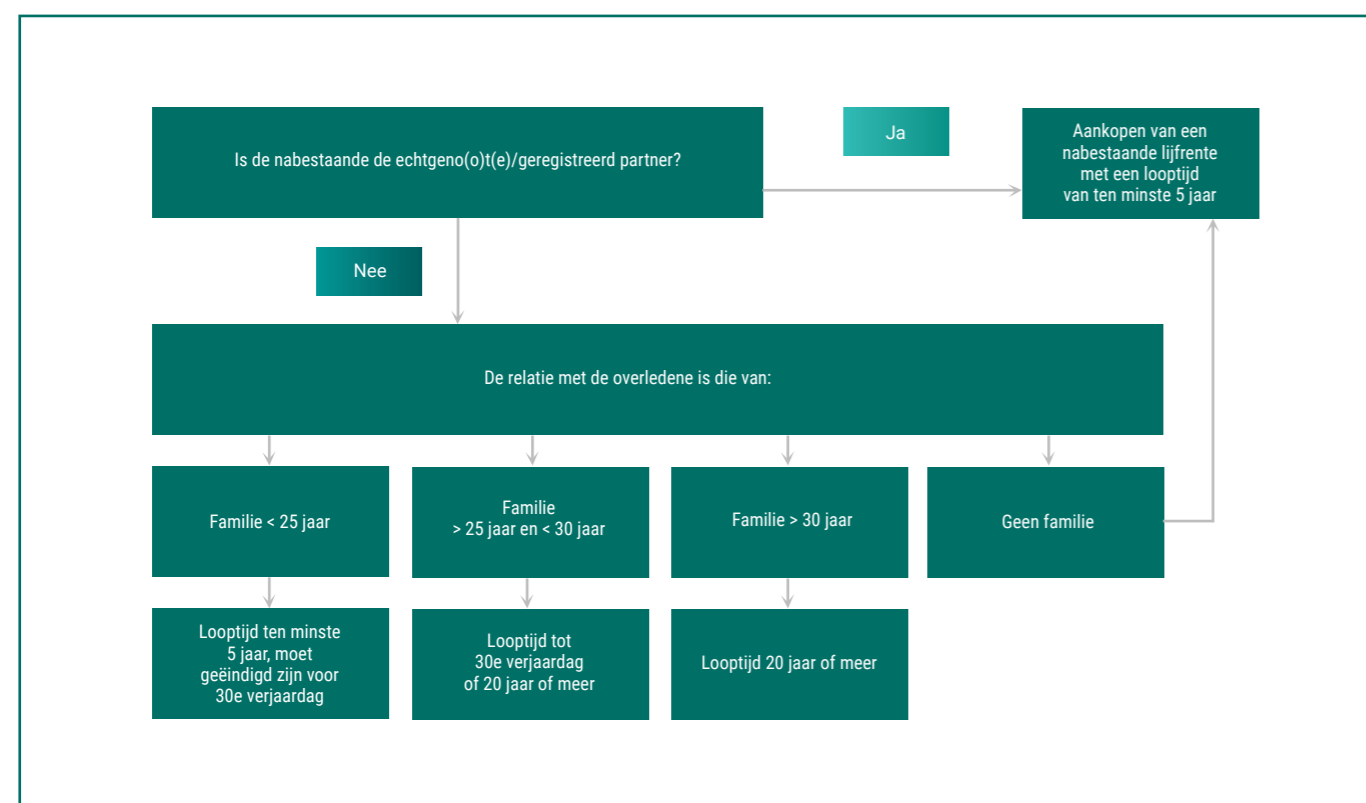 Is de nabestaande de echtgeno(o)t(e)/geregistreerd partner?
Ja
Aankopen van een
nabestaande lijfrente
met een looptijd
van ten minste 5 jaar
Nee
De relatie met de overledene is die van:
Familie < 25 jaar
Familie
> 25 jaar en < 30 jaar
Familie > 30 jaar
Geen familie
Looptijd ten minste
5 jaar, moet
geëindigd zijn voor
30e verjaardag
Looptijd tot
30e verjaardag
of 20 jaar of meer
Looptijd 20 jaar of meer